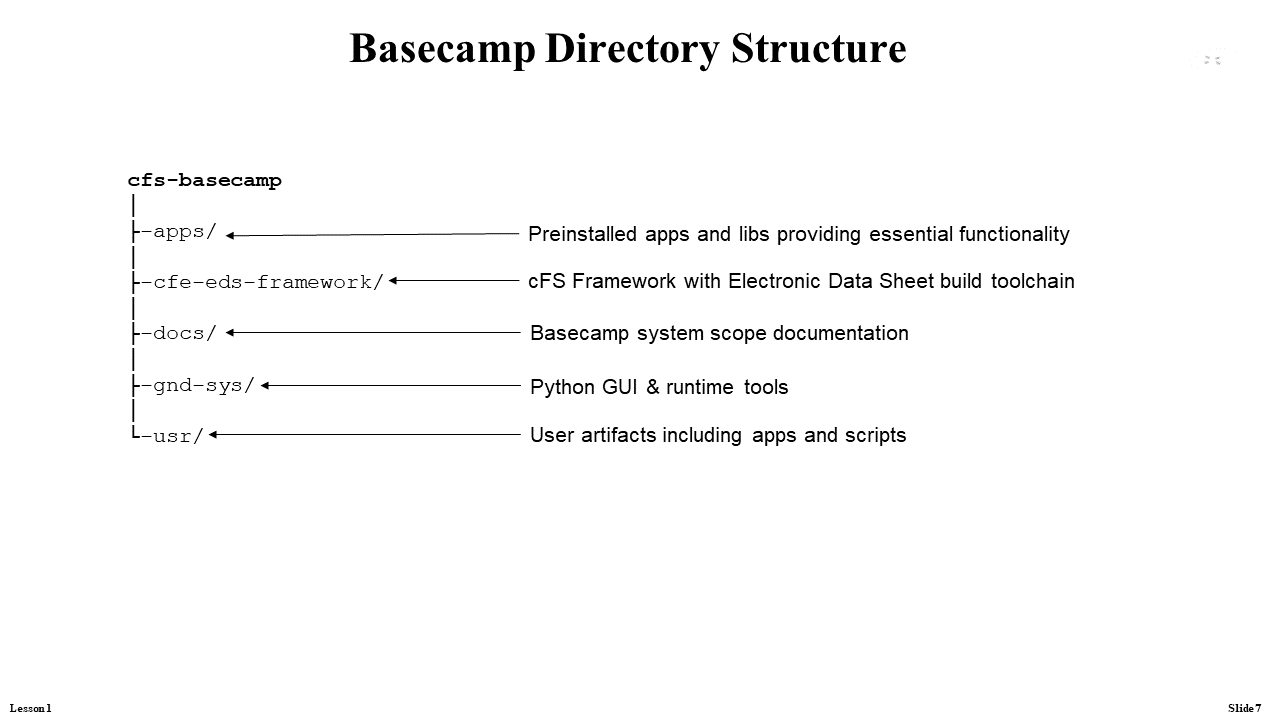 Basecamp Directory Structure
cfs-basecamp
|
├-apps/ Preinstalled apps and libs providing essential functionality
|
├-cfe-eds-framework/ cFS Framework with Electronic Data Sheet build toolchain
|
├-docs/ Basecamp system scope documentation
|
├-gnd-sys/ Python GUI & runtime tools
|
└-usr/ User artifacts including apps and scripts
Lesson 1 Slide 7